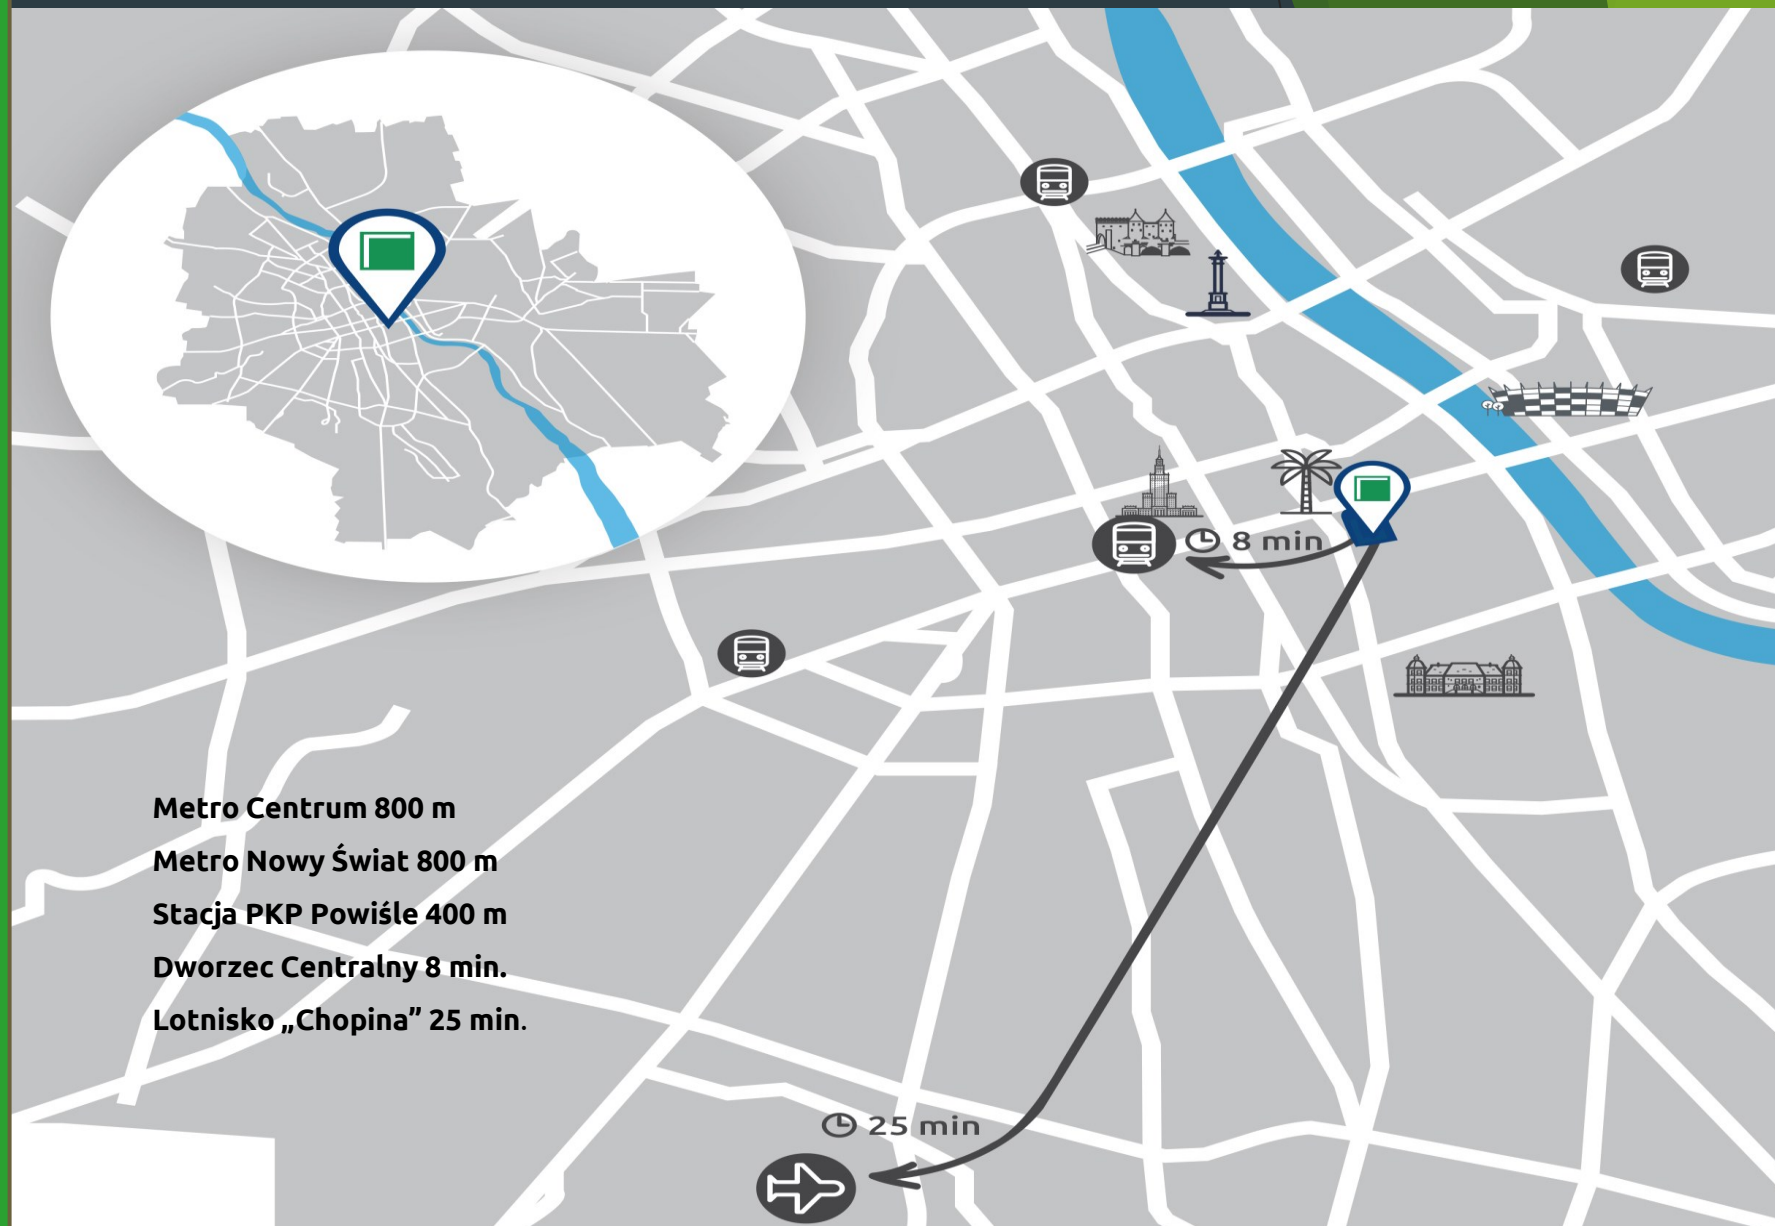 8 min
Metro Centrum 800 m
Metro Nowy Świat 800 m
Stacja PKP Powiśle 400 m
Dworzec Centralny 8 min.
Lotnisko „Chopina” 25 min.
25 min